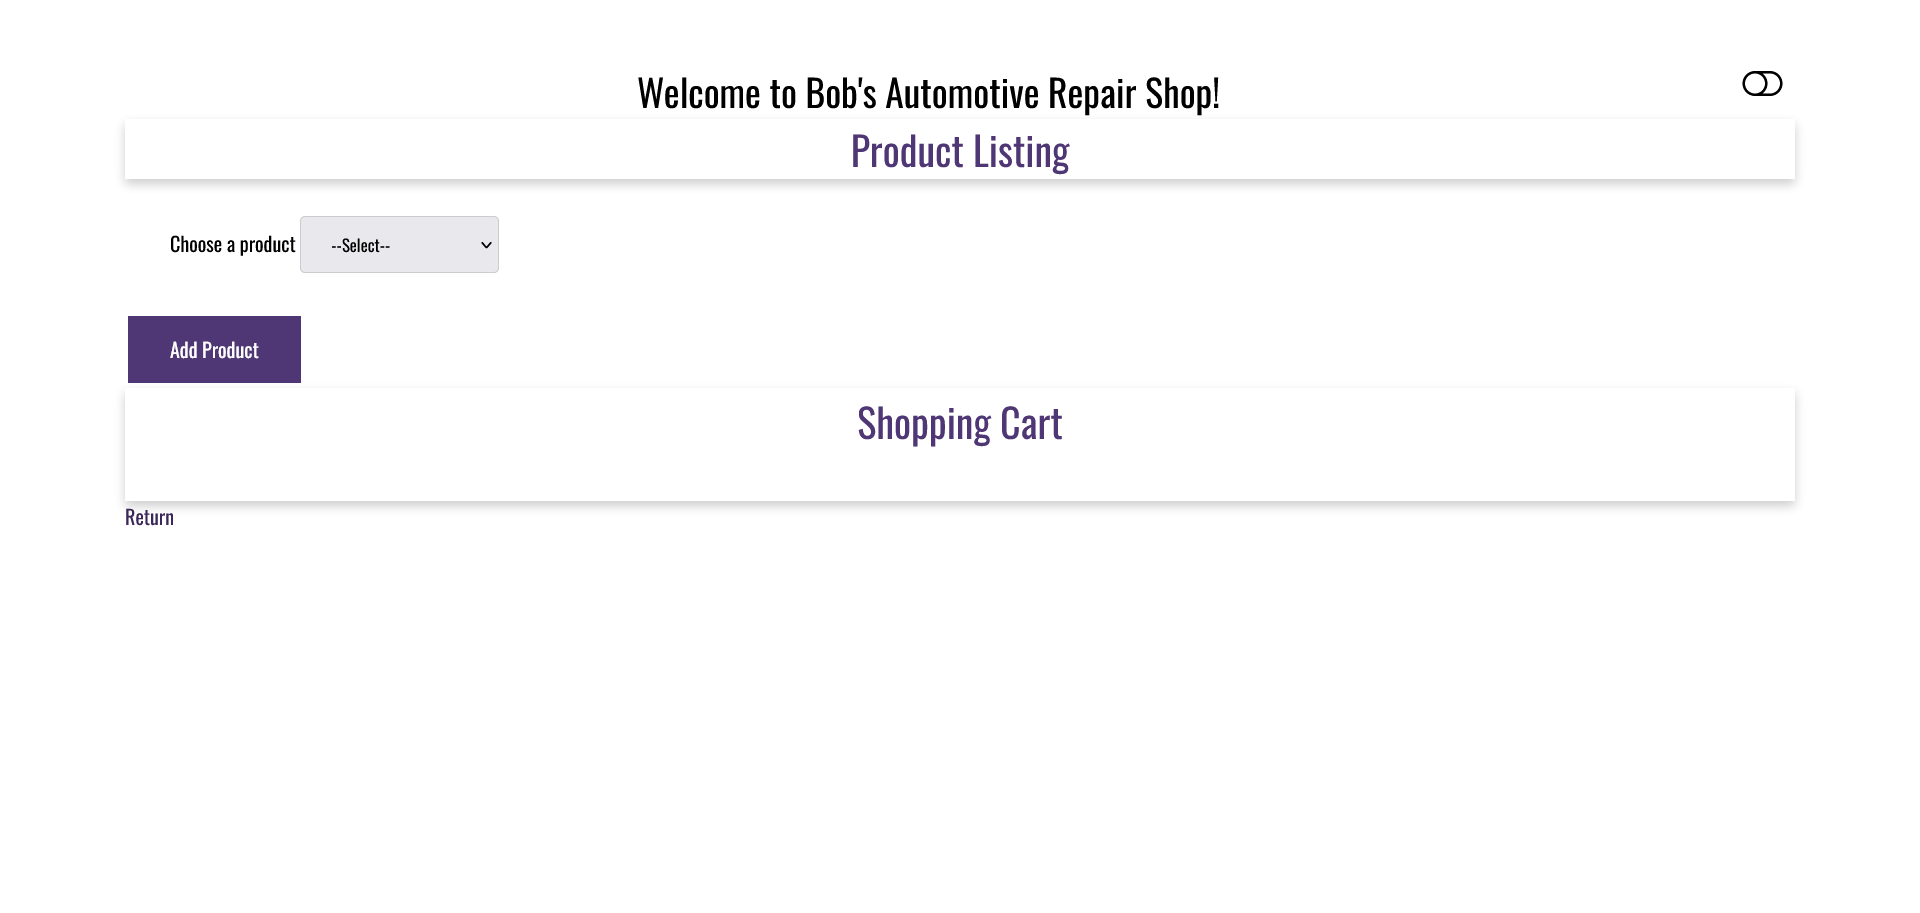 Welcome to Bob's Automotive Repair Shop!
Product Listing
Choose a product --Select--
Add Product
Shopping Cart
Return